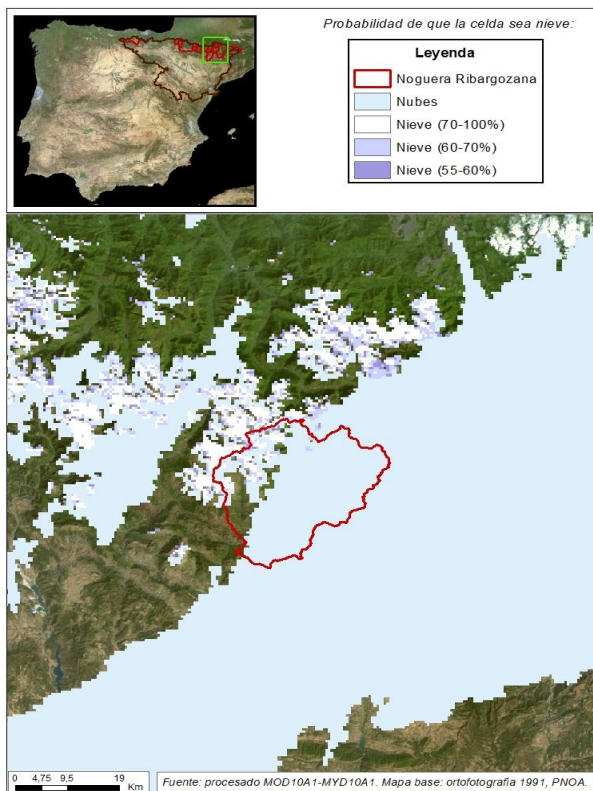 Probabilidad de que la celda sea nieve:
Leyenda
Noguera Ribargozana
Nubes
Nieve (70-100%)
Nieve (60-70%)
Nieve (55-60%)
0 4,75 9,5 19
Km
Fuente: procesado MOD10A1-MYD10A1. Mapa base: ortofotografía 1991, PNOA.